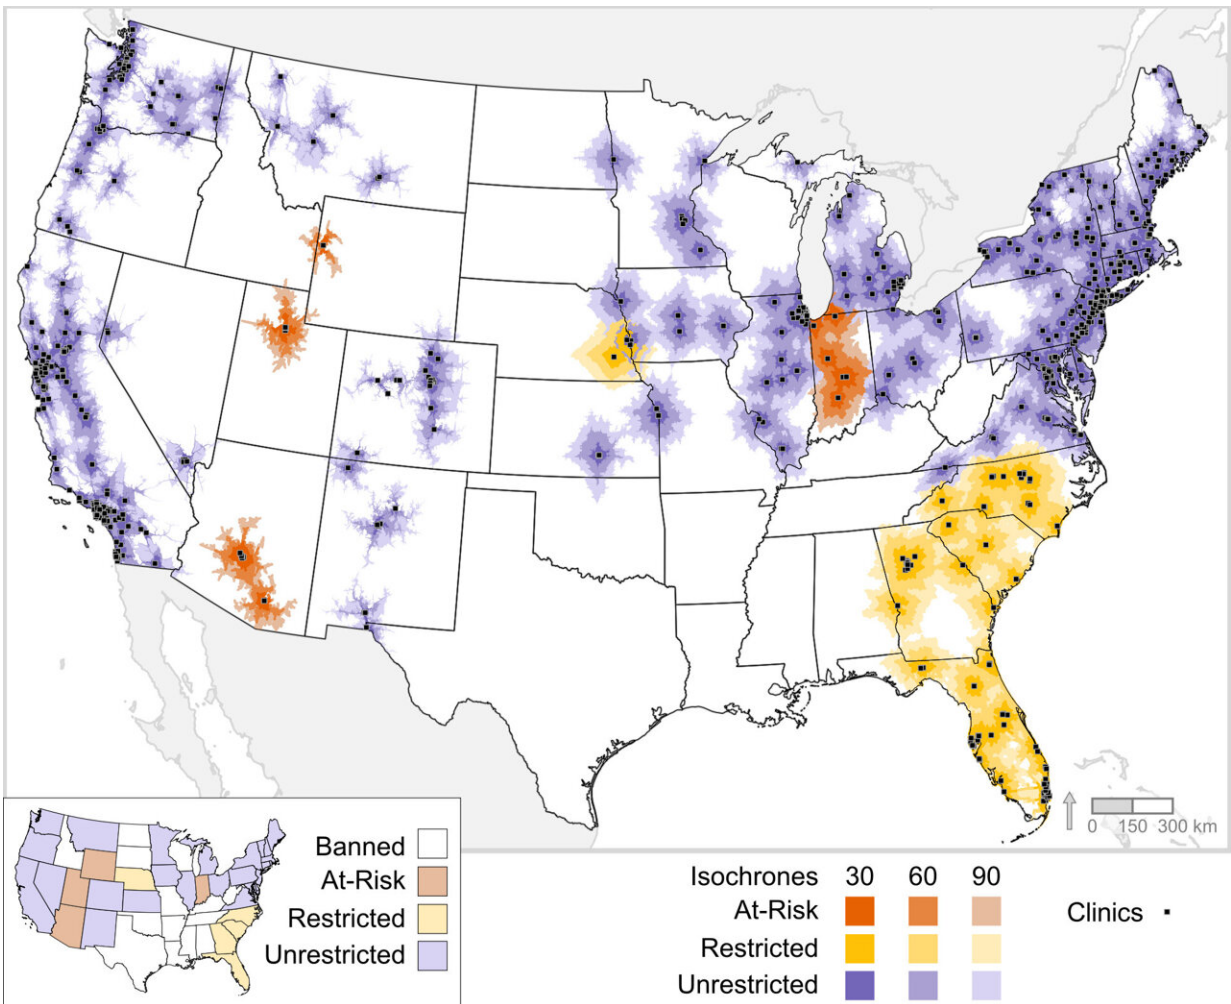 0 150 300 km
Banned
At-Risk
Restricted
Unrestricted
Isochrones 30 60 90
At-Risk
Restricted
Unrestricted
Clinics